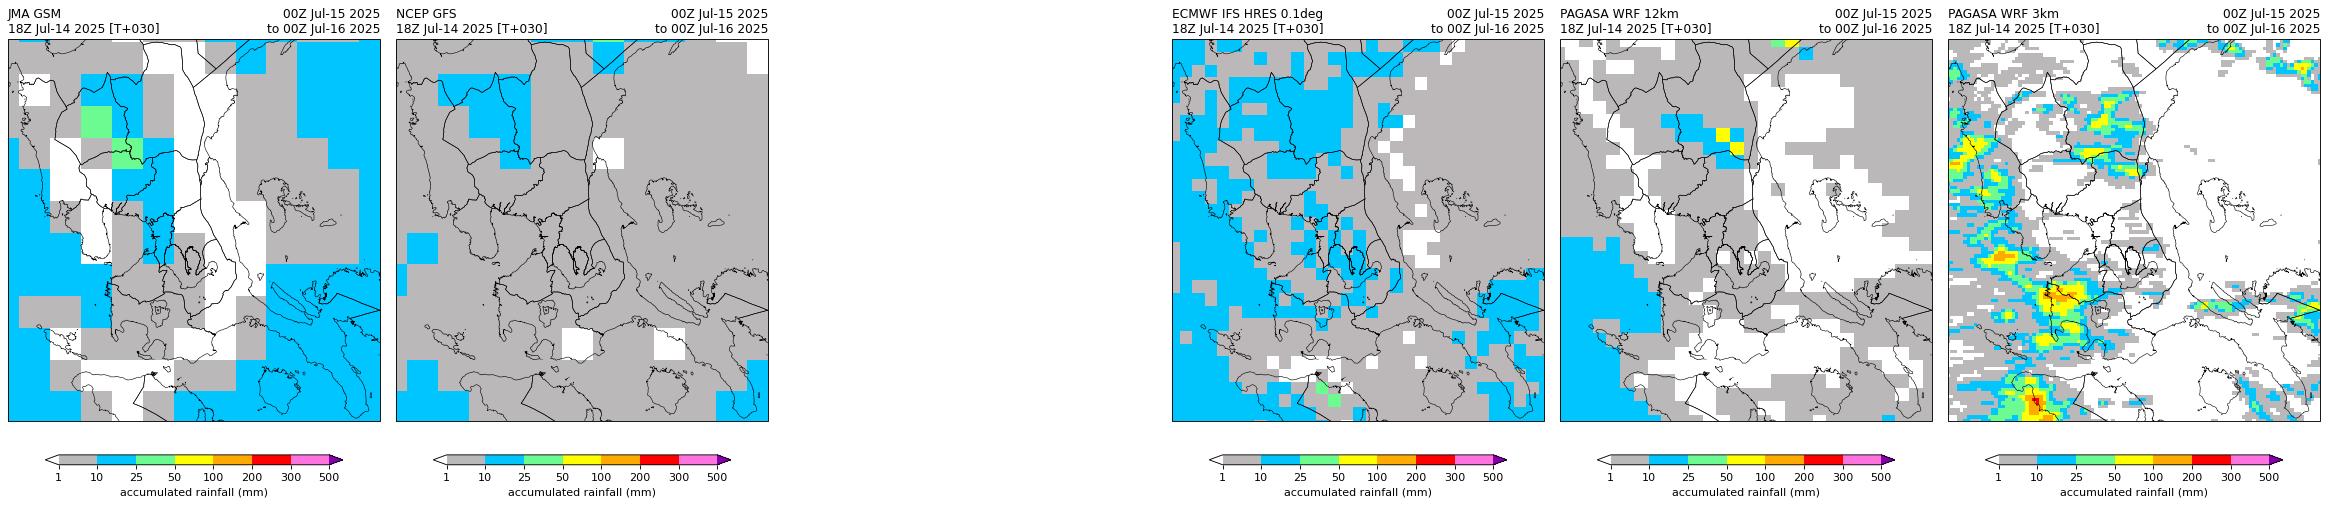 JMA GSM 00Z Jul-15 2025
18Z Jul-14 2025 [T+030] to 00Z Jul-16 2025
1 10 25 50 100 200 300 500
accumulated rainfall (mm)
NCEP GFS 00Z Jul-15 2025
18Z Jul-14 2025 [T+030] to 00Z Jul-16 2025
1 10 25 50 100 200 300 500
accumulated rainfall (mm)
ECMWF IFS HRES 0.1deg 00Z Jul-15 2025
18Z Jul-14 2025 [T+030] to 00Z Jul-16 2025
1 10 25 50 100 200 300 500
accumulated rainfall (mm)
PAGASA WRF 12km 00Z Jul-15 2025
18Z Jul-14 2025 [T+030] to 00Z Jul-16 2025
1 10 25 50 100 200 300 500
accumulated rainfall (mm)
PAGASA WRF 3km 00Z Jul-15 2025
18Z Jul-14 2025 [T+030] to 00Z Jul-16 2025
1 10 25 50 100 200 300 500
accumulated rainfall (mm)